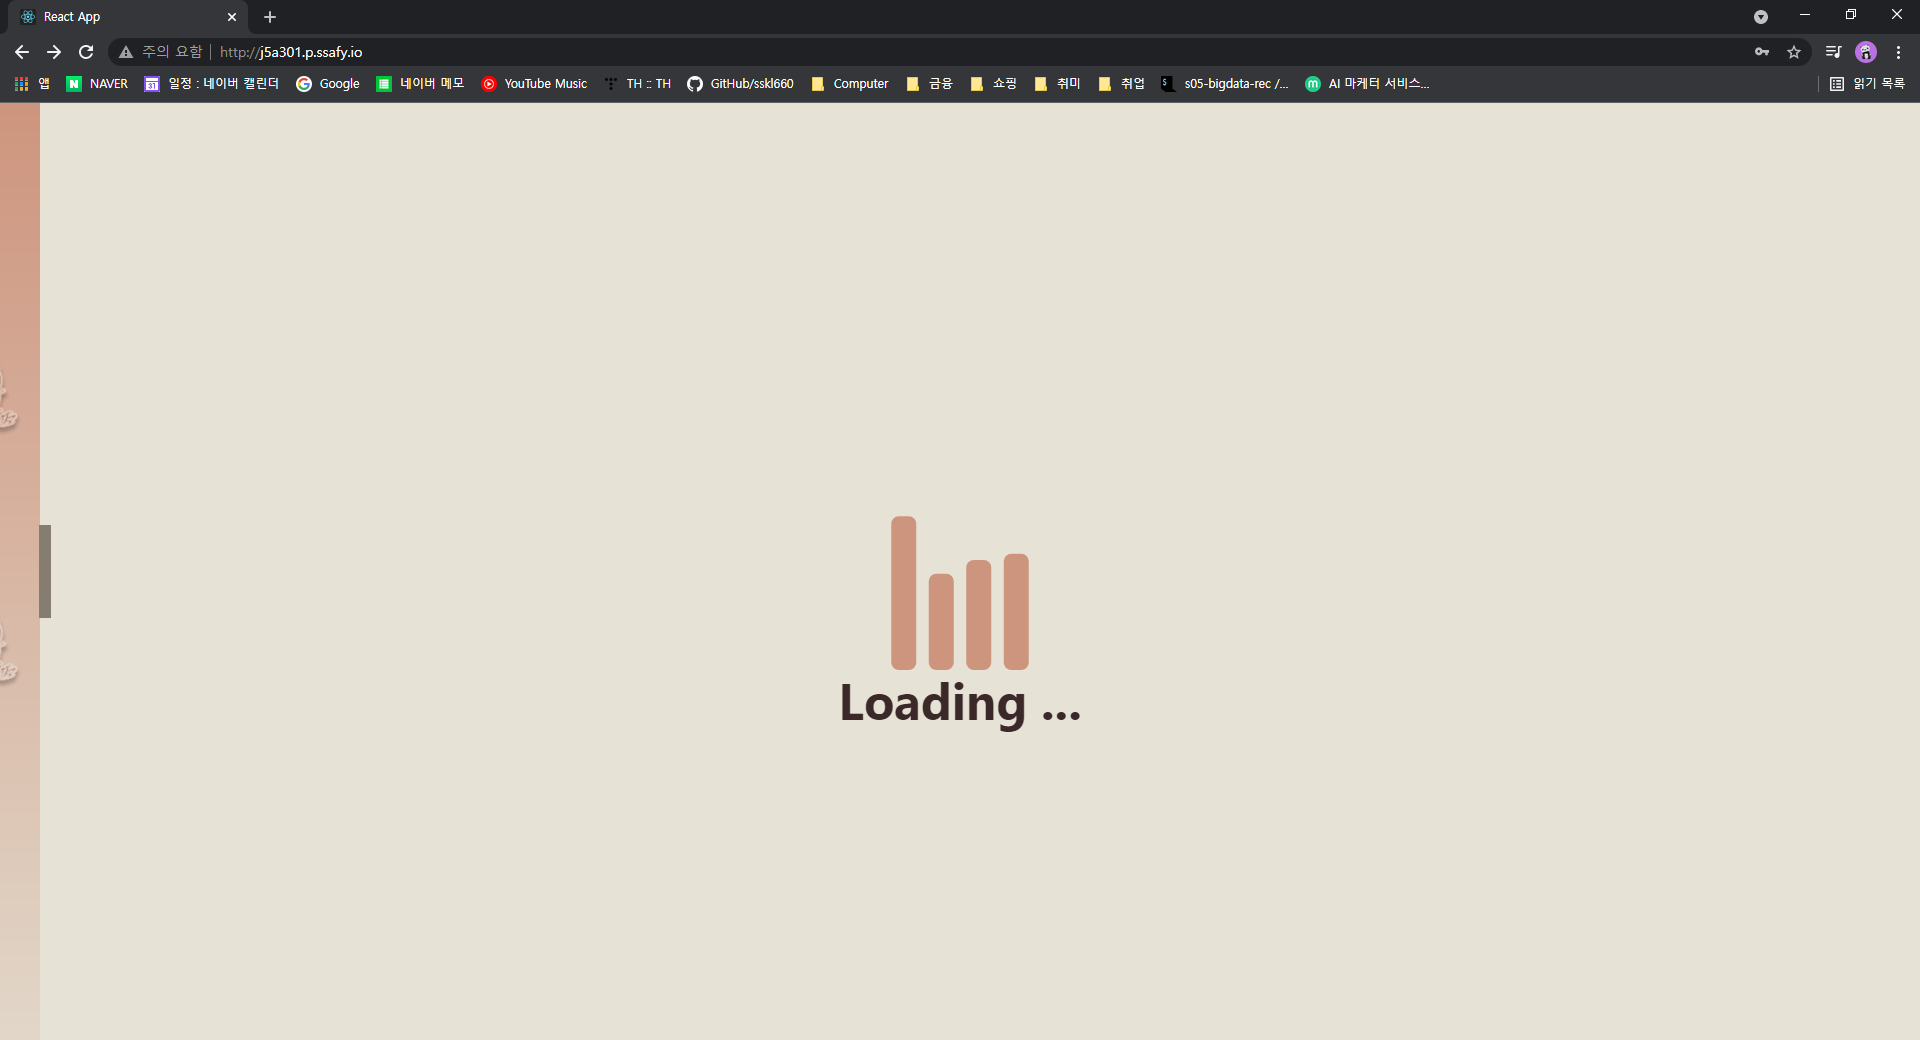 React App
주의 요함 | http://j5a301.p.ssafy.io
앱 NAVER 일정 : 네이버 캘린더 Google 네이버 메모 YouTube Music TH :: TH GitHub/sskl660 Computer 금융 쇼핑 취미 취업 s05-bigdata-rec /... AI 마케터 서비스... 읽기 목록
Loading ...